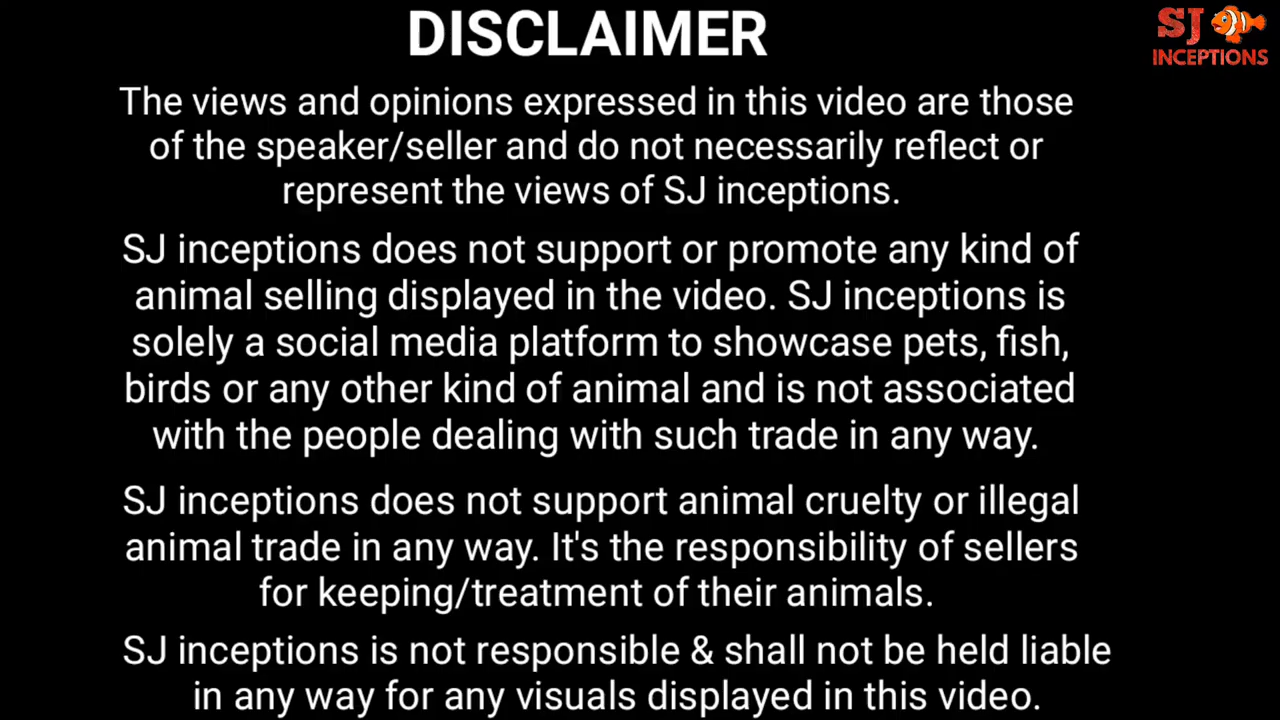 DISCLAIMER
SJ
INCEPTIONS
The views and opinions expressed in this video are those
of the speaker/seller and do not necessarily reflect or
represent the views of SJ inceptions.
SJ inceptions does not support or promote any kind of
animal selling displayed in the video. SJ inceptions is
solely a social media platform to showcase pets, fish,
birds or any other kind of animal and is not associated
with the people dealing with such trade in any way.
SJ inceptions does not support animal cruelty or illegal
animal trade in any way. It's the responsibility of sellers
for keeping/treatment of their animals.
SJ inceptions is not responsible & shall not be held liable
in any way for any visuals displayed in this video.